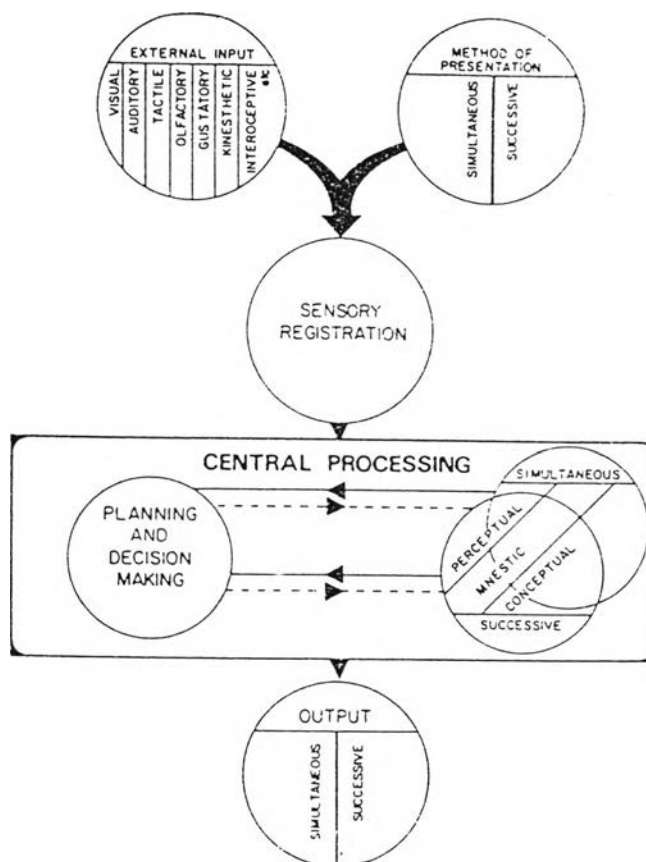 EXTERNAL INPUT
VISUAL
AUDITORY
TACTILE
OLFACTORY
GUSTATORY
KINESTHETIC
INTEROCEPTIVE
etc
METHOD OF
PRESENTATION
SIMULTANEOUS
SUCCESSIVE
SENSORY
REGISTRATION
CENTRAL PROCESSING
PLANNING
AND
DECISION
MAKING
SIMULTANEOUS
PERCEPTUAL
MNESTIC
CONCEPTUAL
SUCCESSIVE
OUTPUT
SIMULTANEOUS
SUCCESSIVE